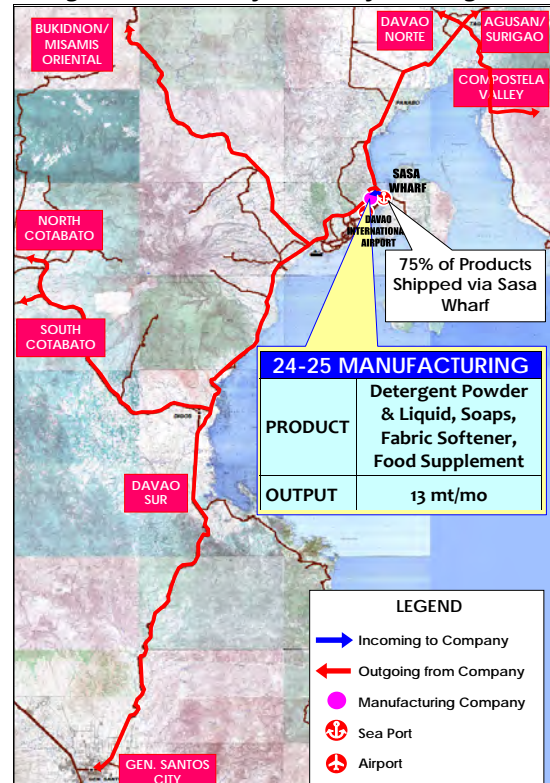 BUKIDNON/
MISAMIS
ORIENTAL
DAVAO
NORTE
AGUSAN/
SURIGAO
COMPOSTELA
VALLEY
PANABO
SASA
WHARF
DAVAO
INTERNATIONAL
AIRPORT
NORTH
COTABATO
75% of Products
Shipped via Sasa
Wharf
SOUTH
COTABATO
24-25 MANUFACTURING
PRODUCT
Detergent Powder
& Liquid, Soaps,
Fabric Softener,
Food Supplement
OUTPUT
13 mt/mo
DIGOS
DAVAO
SUR
LEGEND
Incoming to Company
Outgoing from Company
Manufacturing Company
Sea Port
Airport
GEN. SANTOS
CITY